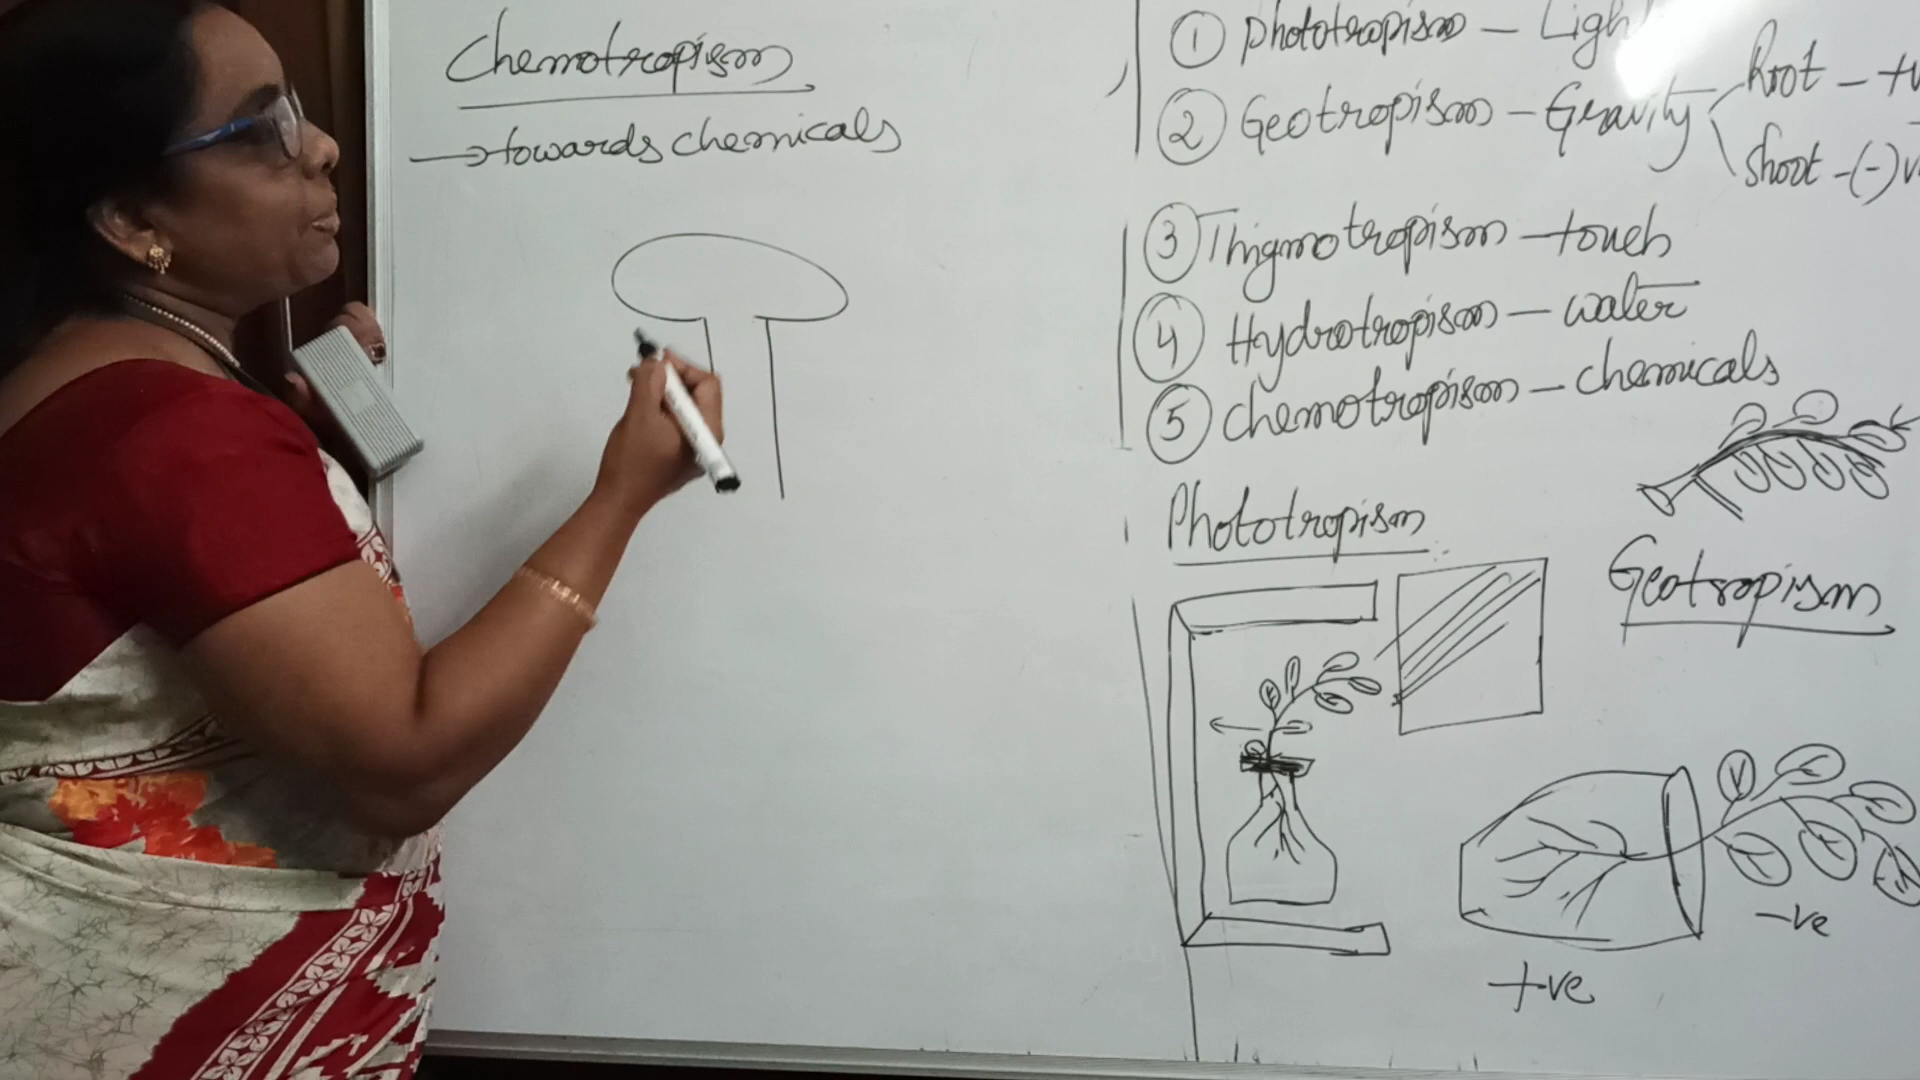 Chemotropism
→ towards chemicals
① Phototropism – Light
② Geotropism – Gravity
Root – +v
Shoot – (-)v
③ Thigmotropism – touch
④ Hydrotropism – water
⑤ chemotropism – chemicals
Phototropism
Geotropism
-ve
+ve